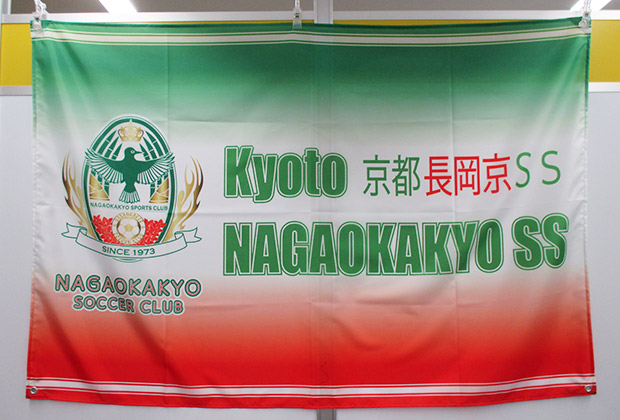 NAGAOKAKYO SPORTS CLUB
SINCE 1973
NAGAOKAKYO
SOCCER CLUB
Kyoto 京都長岡京SS
NAGAOKAKYO SS